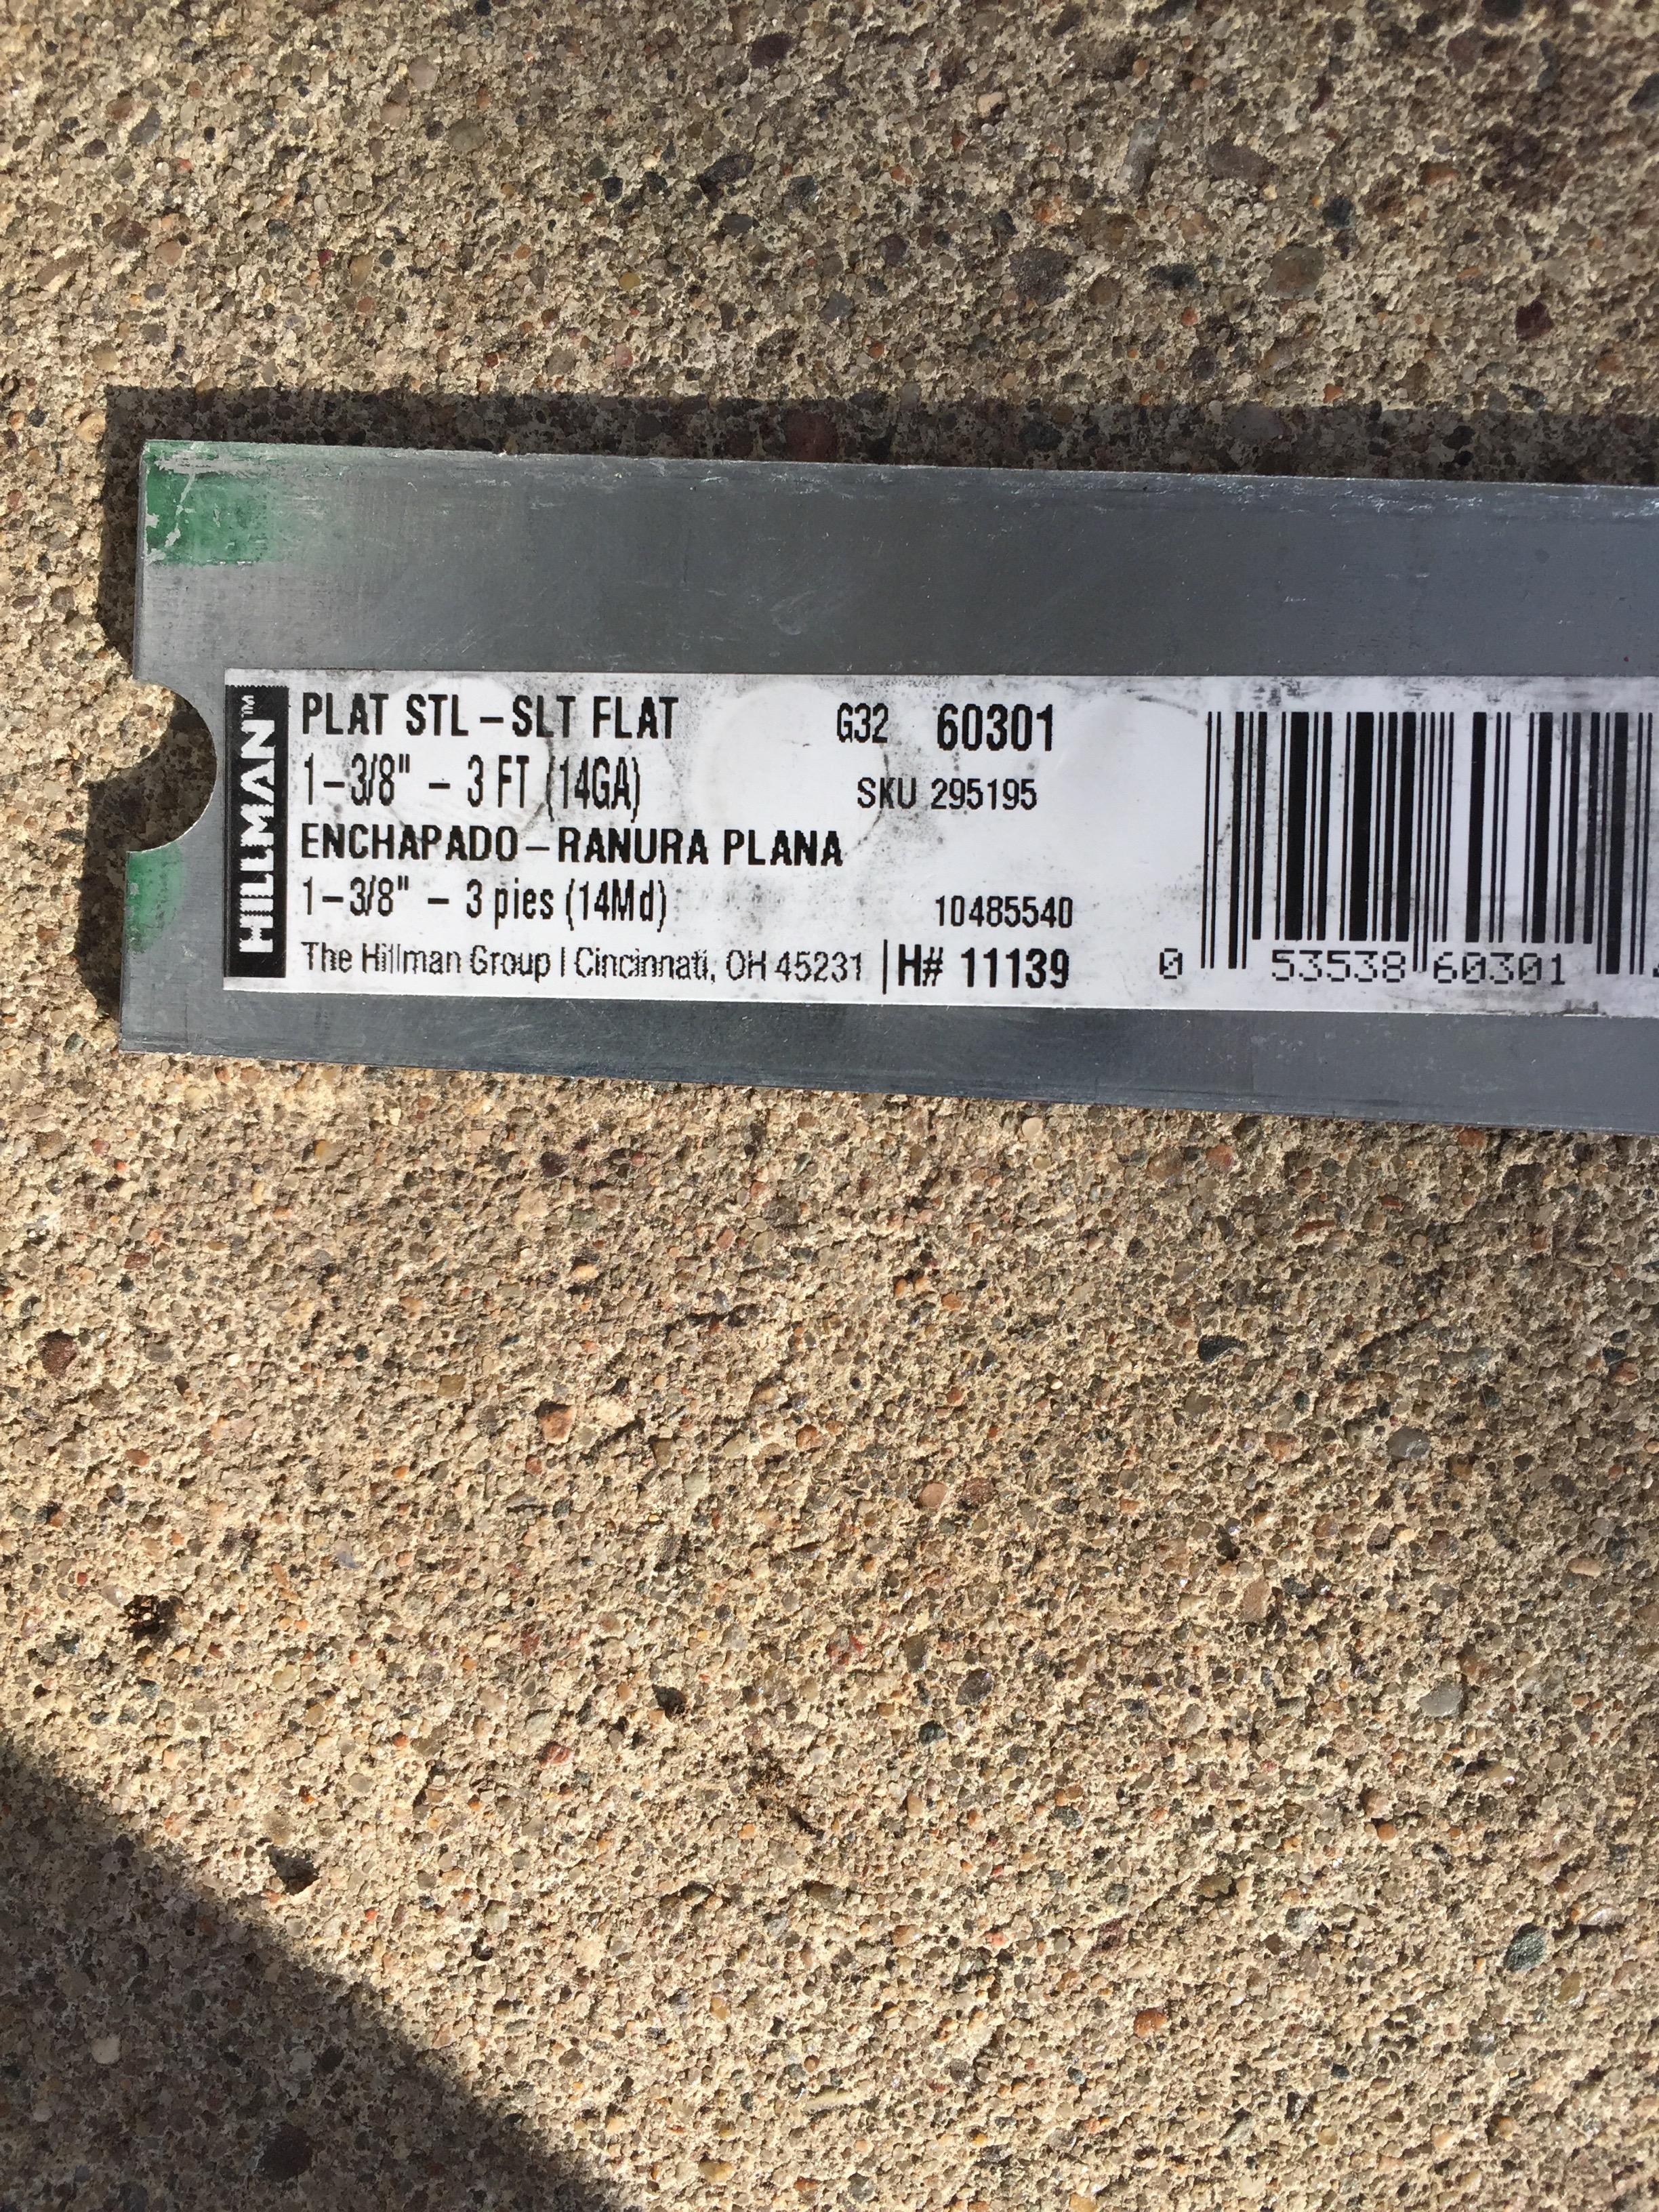 HILLMAN™
PLAT STL – SLT FLAT G32 60301
1 – 3/8" – 3 FT (14GA) SKU 295195
ENCHAPADO – RANURA PLANA
1 – 3/8" – 3 pies (14Md) 10485540
The Hillman Group | Cincinnati, OH 45231 | H# 11139
0 53538 60301